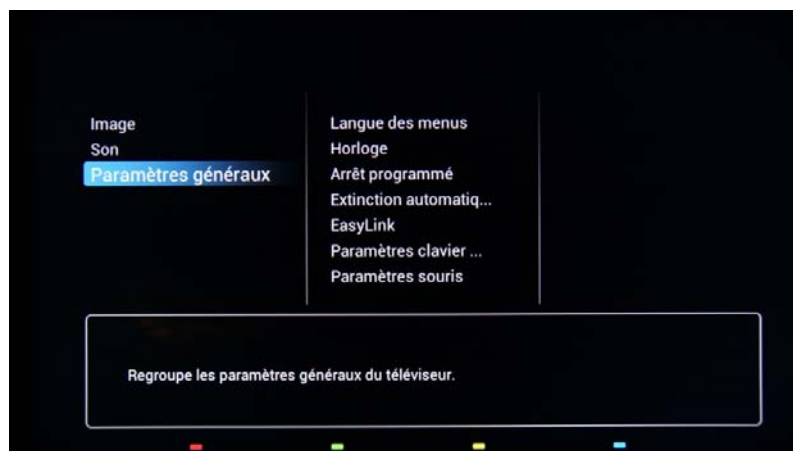 Image
Son
Paramètres généraux
Langue des menus
Horloge
Arrêt programmé
Extinction automatiq...
EasyLink
Paramètres clavier ...
Paramètres souris
Regroupe les paramètres généraux du téléviseur.